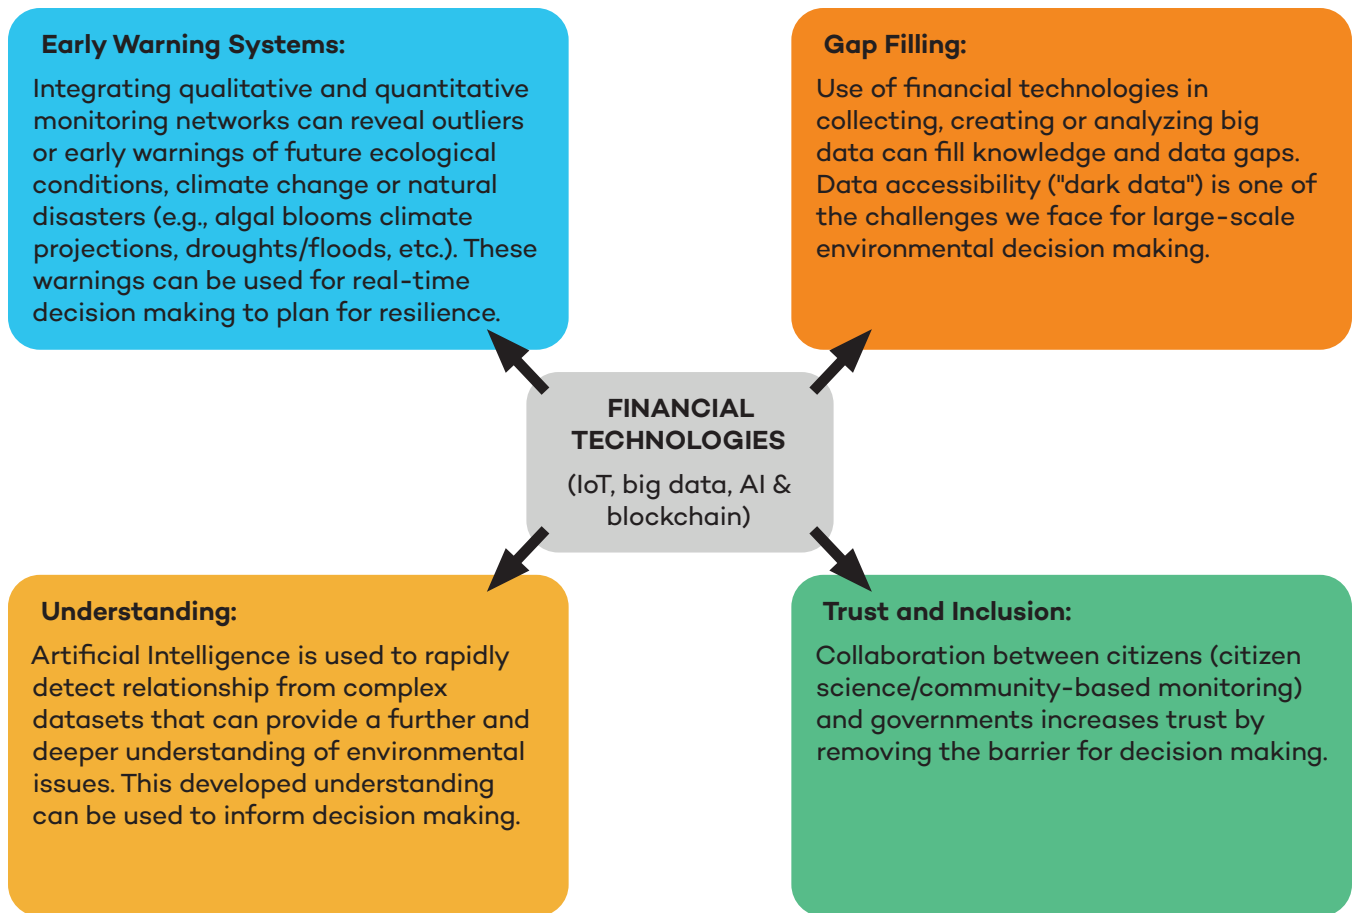 Early Warning Systems:
Integrating qualitative and quantitative
monitoring networks can reveal outliers
or early warnings of future ecological
conditions, climate change or natural
disasters (e.g., algal blooms climate
projections, droughts/floods, etc.). These
warnings can be used for real-time
decision making to plan for resilience.
Gap Filling:
Use of financial technologies in
collecting, creating or analyzing big
data can fill knowledge and data gaps.
Data accessibility ("dark data") is one of
the challenges we face for large-scale
environmental decision making.
FINANCIAL
TECHNOLOGIES
(IoT, big data, AI &
blockchain)
Understanding:
Artificial Intelligence is used to rapidly
detect relationship from complex
datasets that can provide a further and
deeper understanding of environmental
issues. This developed understanding
can be used to inform decision making.
Trust and Inclusion:
Collaboration between citizens (citizen
science/community-based monitoring)
and governments increases trust by
removing the barrier for decision making.